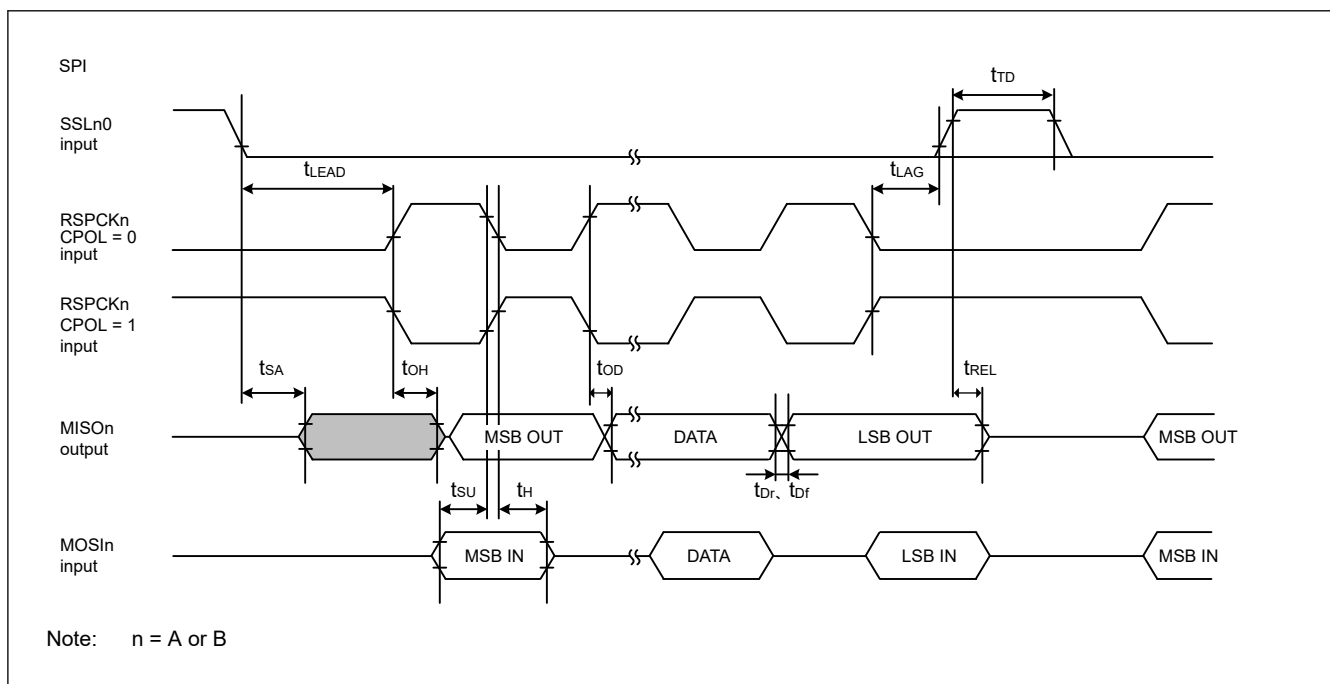 SPI
tTD
SSLn0
input
tLEAD
tLAG
RSPCKn
CPOL = 0
input
RSPCKn
CPOL = 1
input
tSA
tOH
tOD
tREL
MISOn
output
MSB OUT
DATA
LSB OUT
MSB OUT
tSU
tH
tDr、tDf
MOSIn
input
MSB IN
DATA
LSB IN
MSB IN
Note: n = A or B